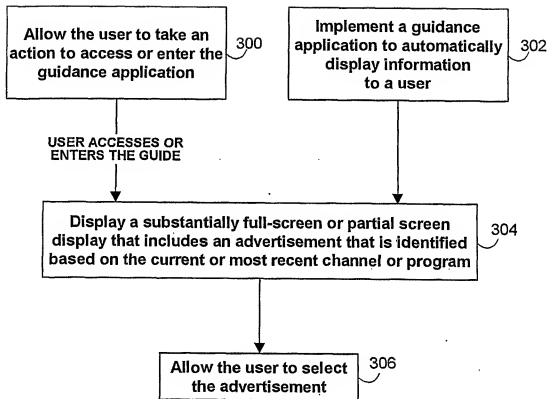 Allow the user to take an
action to access or enter the
guidance application
300
Implement a guidance
application to automatically
display information
to a user
302
USER ACCESSES OR
ENTERS THE GUIDE
Display a substantially full-screen or partial screen
display that includes an advertisement that is identified
based on the current or most recent channel or program
304
Allow the user to select
the advertisement
306